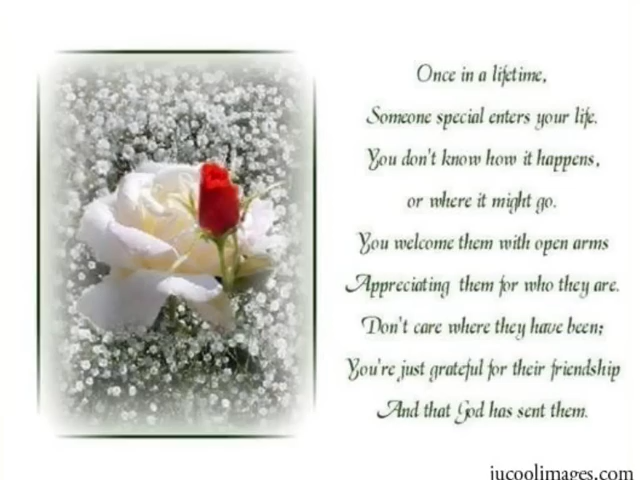 Once in a lifetime,
Someone special enters your life.
You don't know how it happens,
or where it might go.
You welcome them with open arms
Appreciating them for who they are.
Don't care where they have been;
You're just grateful for their friendship
And that God has sent them.
jucoolimages.com